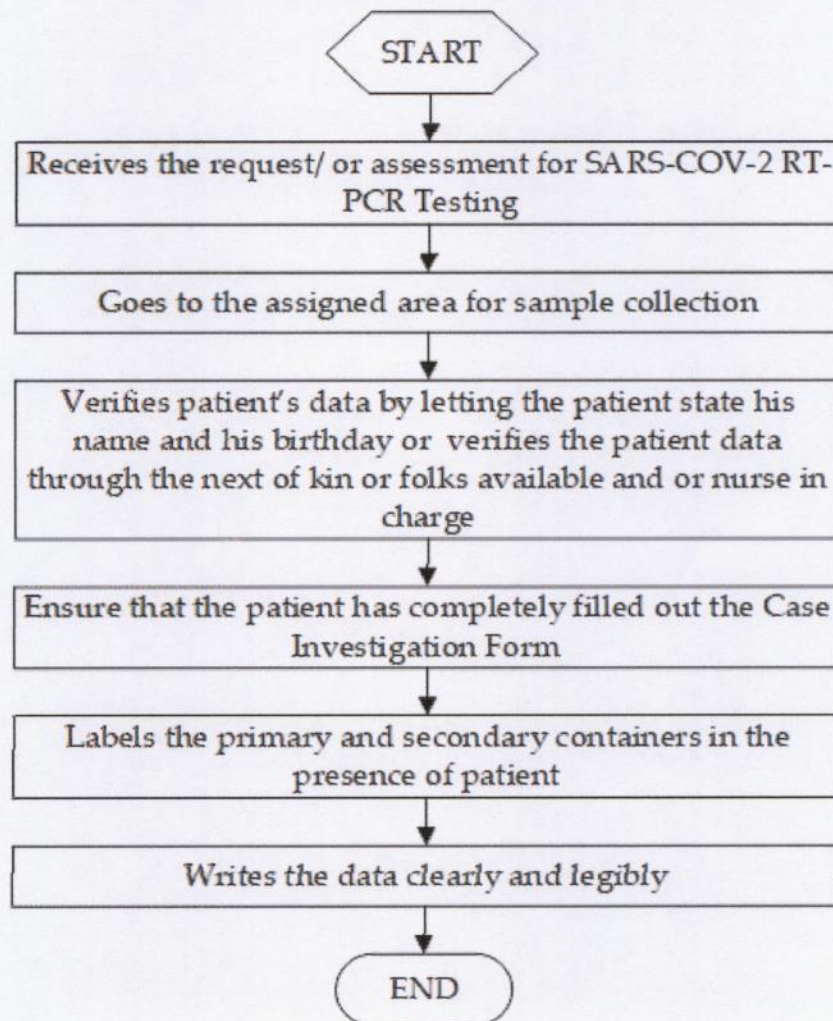 START
Receives the request/ or assessment for SARS-COV-2 RT-
PCR Testing
Goes to the assigned area for sample collection
Verifies patient's data by letting the patient state his
name and his birthday or verifies the patient data
through the next of kin or folks available and or nurse in
charge
Ensure that the patient has completely filled out the Case
Investigation Form
Labels the primary and secondary containers in the
presence of patient
Writes the data clearly and legibly
END